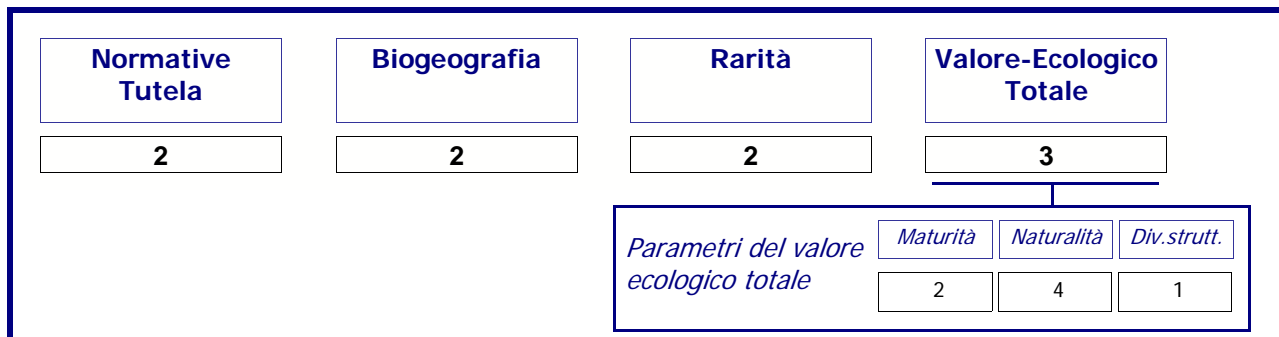 Normative
Tutela
Biogeografia
Rarità
Valore-Ecologico
Totale
2
2
2
3
Parametri del valore
ecologico totale
Maturità
Naturalità
Div.strutt.
2
4
1